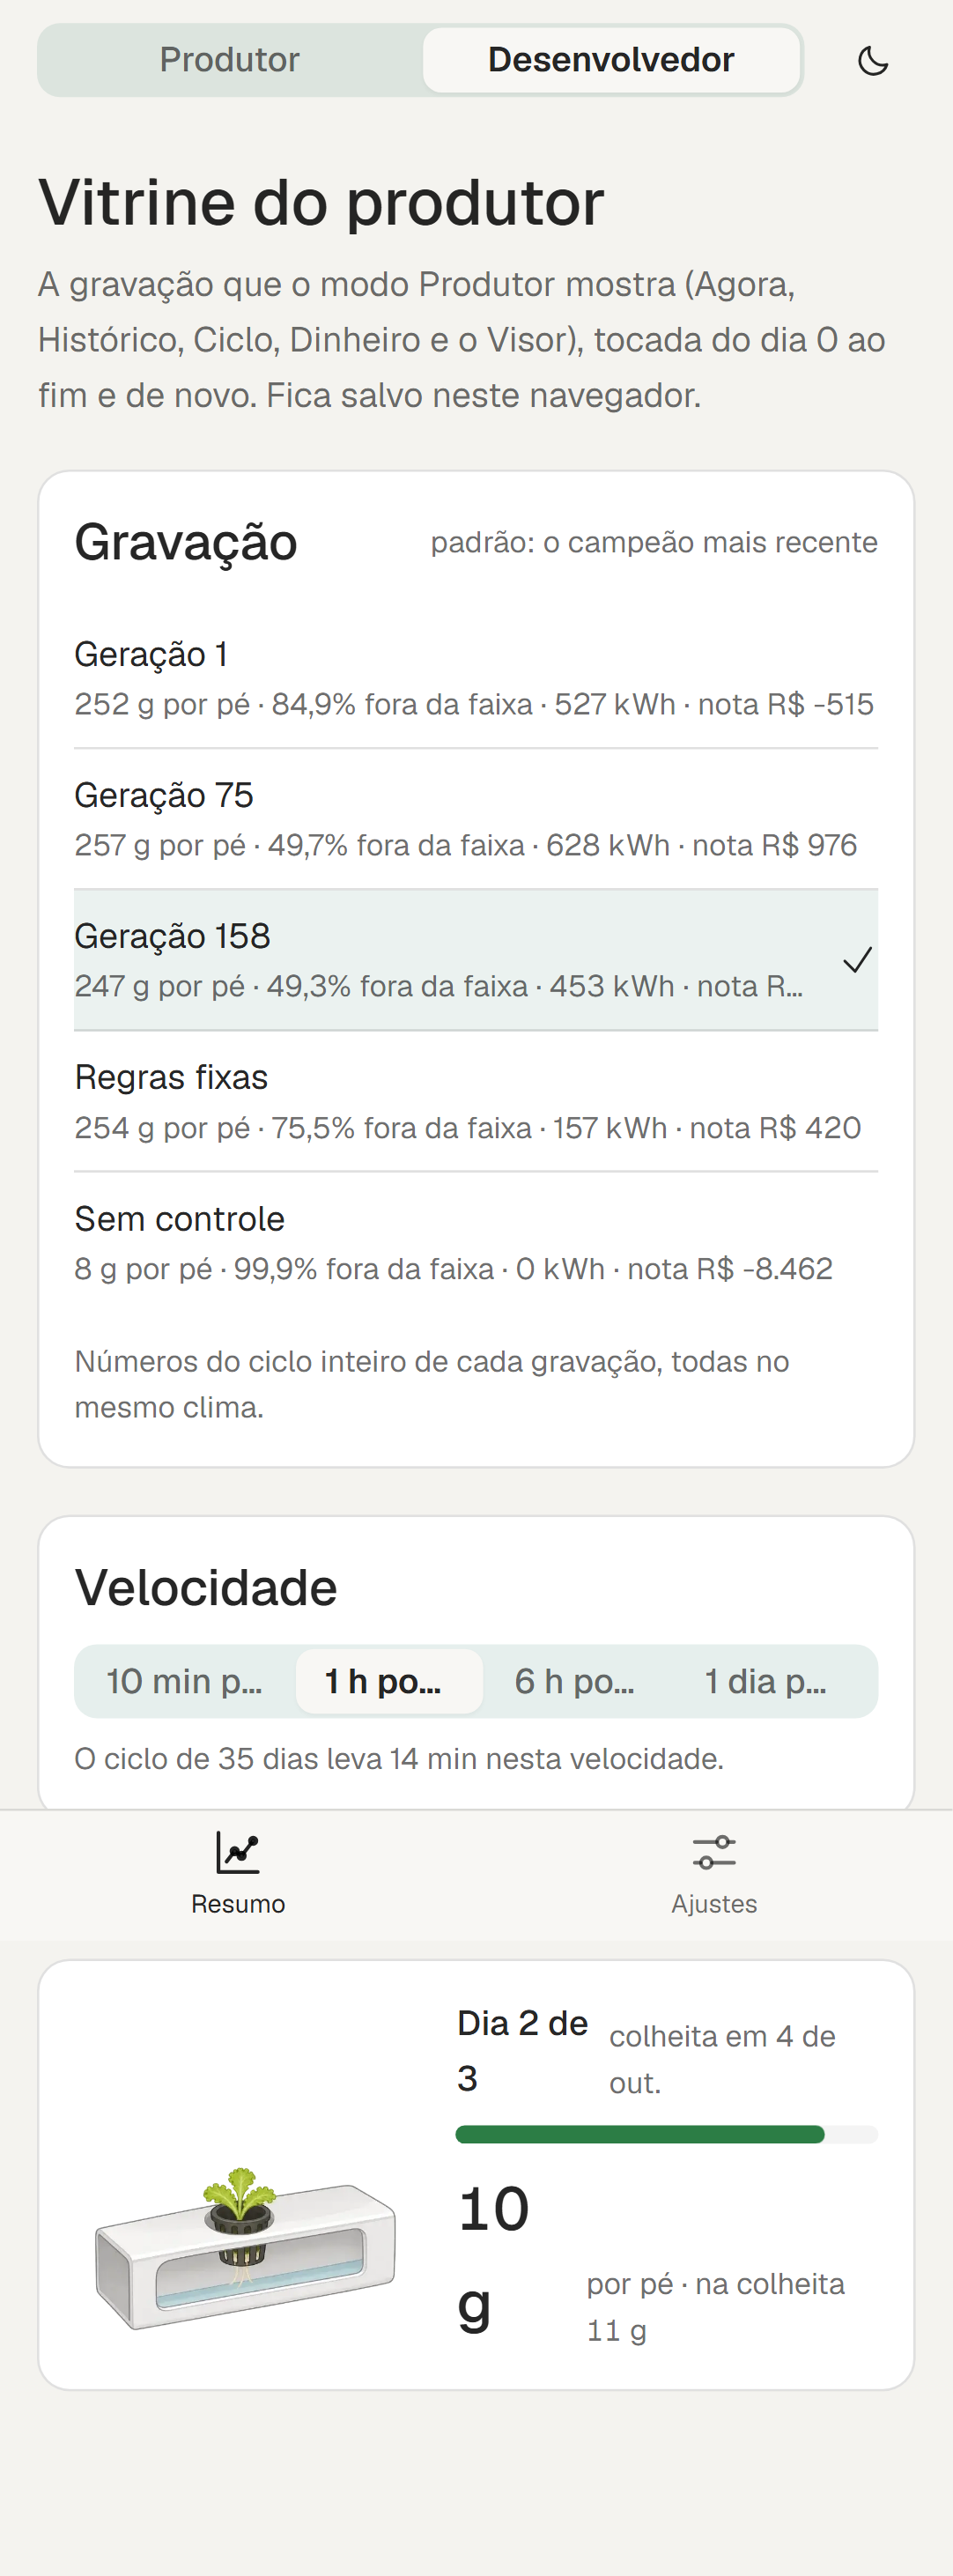 Produtor
Desenvolvedor
Vitrine do produtor
A gravação que o modo Produtor mostra (Agora,
Histórico, Ciclo, Dinheiro e o Visor), tocada do dia 0 ao
fim e de novo. Fica salvo neste navegador.
Gravação
padrão: o campeão mais recente
Geração 1
252 g por pé · 84,9% fora da faixa · 527 kWh · nota R$ -515
Geração 75
257 g por pé · 49,7% fora da faixa · 628 kWh · nota R$ 976
Geração 158
247 g por pé · 49,3% fora da faixa · 453 kWh · nota R...
Regras fixas
254 g por pé · 75,5% fora da faixa · 157 kWh · nota R$ 420
Sem controle
8 g por pé · 99,9% fora da faixa · 0 kWh · nota R$ -8.462
Números do ciclo inteiro de cada gravação, todas no
mesmo clima.
Velocidade
10 min p...
1 h po...
6 h po...
1 dia p...
O ciclo de 35 dias leva 14 min nesta velocidade.
Resumo
Ajustes
Dia 2 de
3
colheita em 4 de
out.
10
g
por pé · na colheita
11 g